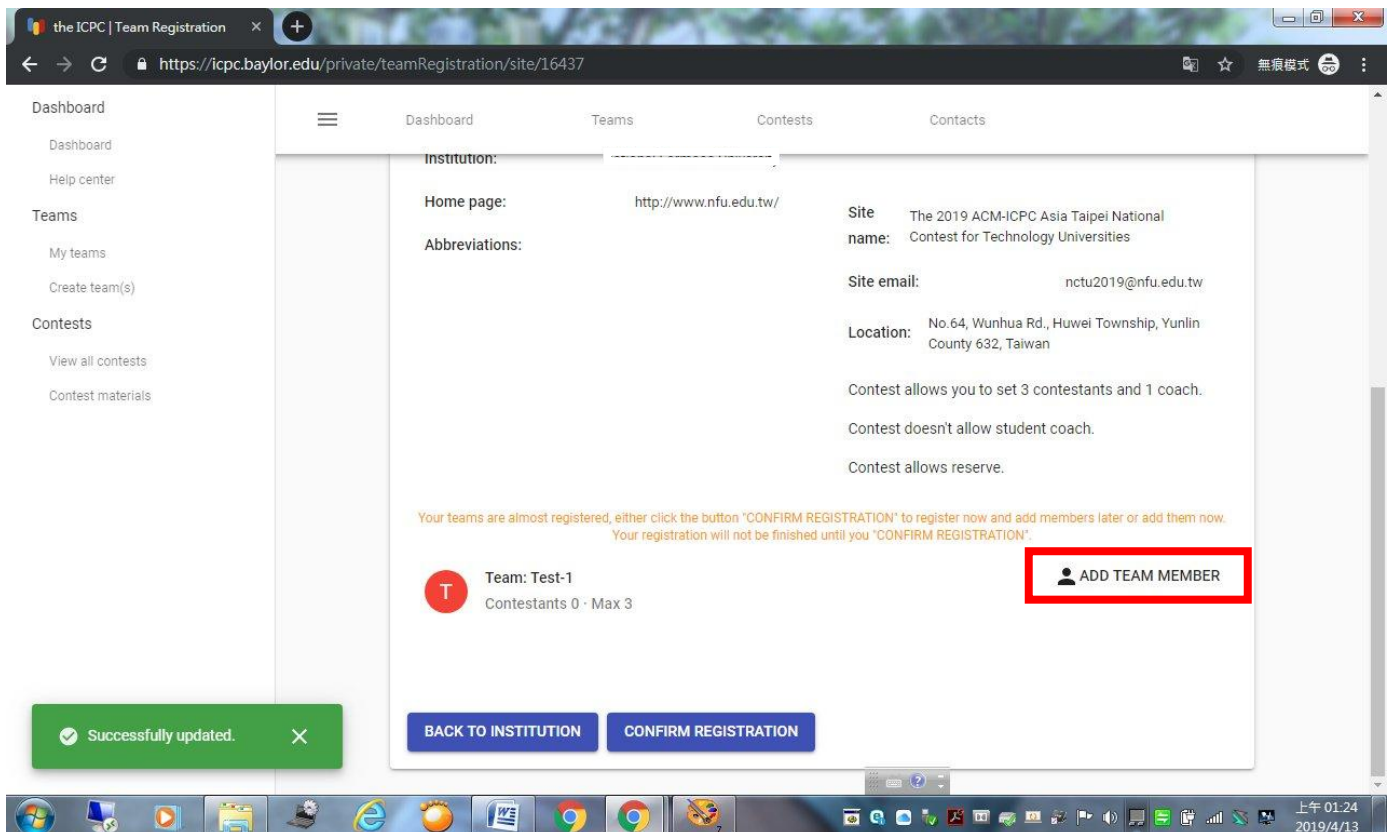 the ICPC | Team Registration
https://icpc.baylor.edu/private/teamRegistration/site/16437
無痕模式
Dashboard
Dashboard
Help center
Teams
My teams
Create team(s)
Contests
View all contests
Contest materials
Dashboard Teams Contests Contacts
Institution:
Home page: http://www.nfu.edu.tw/
Abbreviations:
Site name: The 2019 ACM-ICPC Asia Taipei National
Contest for Technology Universities
Site email: nctu2019@nfu.edu.tw
Location: No.64, Wunhua Rd., Huwei Township, Yunlin
County 632, Taiwan
Contest allows you to set 3 contestants and 1 coach.
Contest doesn't allow student coach.
Contest allows reserve.
Your teams are almost registered, either click the button "CONFIRM REGISTRATION" to register now and add members later or add them now.
Your registration will not be finished until you "CONFIRM REGISTRATION".
T
Team: Test-1
Contestants 0 · Max 3
ADD TEAM MEMBER
BACK TO INSTITUTION CONFIRM REGISTRATION
Successfully updated.
上午 01:24
2019/4/13